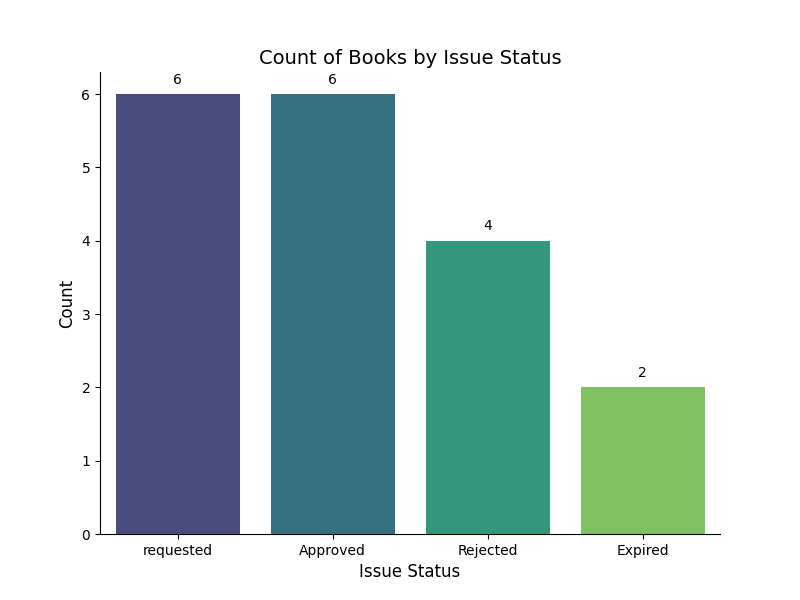 Count of Books by Issue Status
6 6
4
2
Count
6
5
4
3
2
1
0
requested Approved Rejected Expired
Issue Status